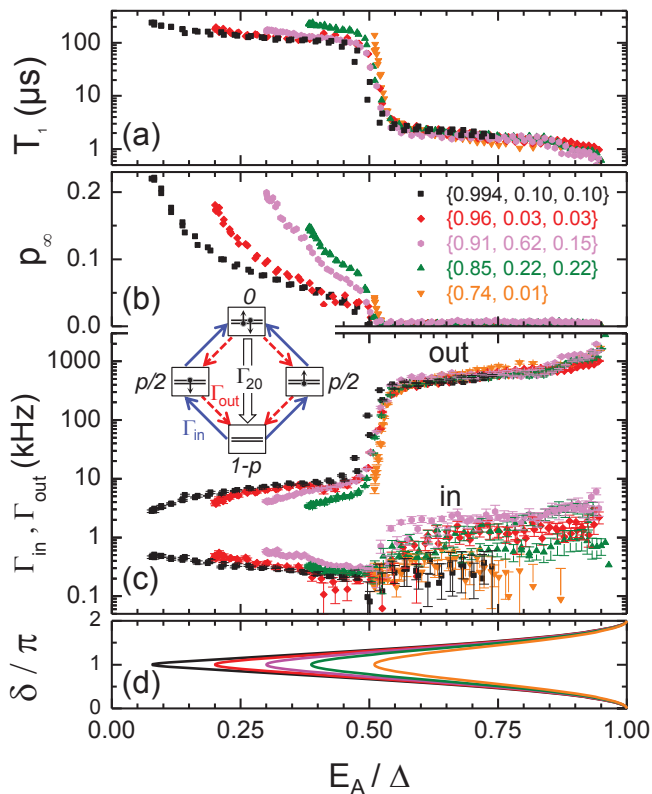 100
10
1
T₁ (μs)
(a)
0.2
0.1
0.0
p∞
(b)
{0.994, 0.10, 0.10}
{0.96, 0.03, 0.03}
{0.91, 0.62, 0.15}
{0.85, 0.22, 0.22}
{0.74, 0.01}
0
p/2
p/2
Γ₂₀
Γout
Γin
1-p
1000
100
10
1
0.1
Γin , Γout (kHz)
out
in
(c)
2
1
0
δ / π
(d)
0.00 0.25 0.50 0.75 1.00
E_A / Δ